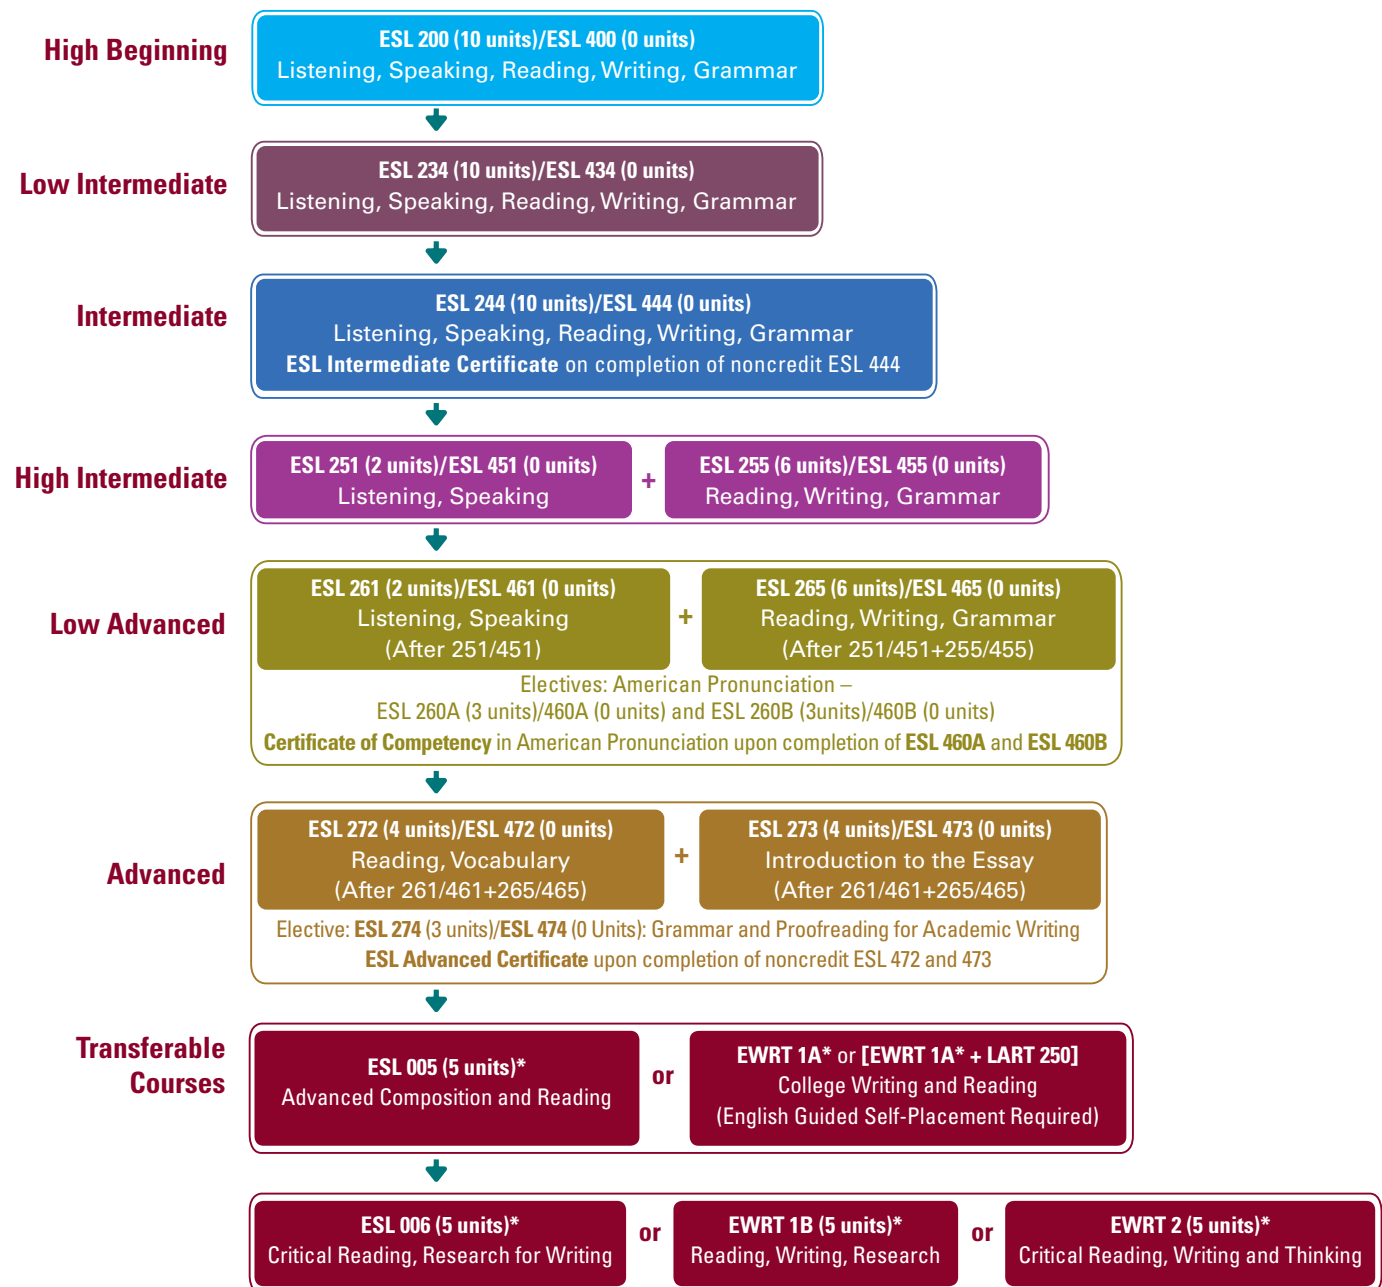 High Beginning
ESL 200 (10 units)/ESL 400 (0 units)
Listening, Speaking, Reading, Writing, Grammar
Low Intermediate
ESL 234 (10 units)/ESL 434 (0 units)
Listening, Speaking, Reading, Writing, Grammar
Intermediate
ESL 244 (10 units)/ESL 444 (0 units)
Listening, Speaking, Reading, Writing, Grammar
ESL Intermediate Certificate on completion of noncredit ESL 444
High Intermediate
ESL 251 (2 units)/ESL 451 (0 units)
Listening, Speaking
+
ESL 255 (6 units)/ESL 455 (0 units)
Reading, Writing, Grammar
Low Advanced
ESL 261 (2 units)/ESL 461 (0 units)
Listening, Speaking
(After 251/451)
+
ESL 265 (6 units)/ESL 465 (0 units)
Reading, Writing, Grammar
(After 251/451+255/455)
Electives: American Pronunciation –
ESL 260A (3 units)/460A (0 units) and ESL 260B (3units)/460B (0 units)
Certificate of Competency in American Pronunciation upon completion of ESL 460A and ESL 460B
Advanced
ESL 272 (4 units)/ESL 472 (0 units)
Reading, Vocabulary
(After 261/461+265/465)
+
ESL 273 (4 units)/ESL 473 (0 units)
Introduction to the Essay
(After 261/461+265/465)
Elective: ESL 274 (3 units)/ESL 474 (0 Units): Grammar and Proofreading for Academic Writing
ESL Advanced Certificate upon completion of noncredit ESL 472 and 473
Transferable
Courses
ESL 005 (5 units)*
Advanced Composition and Reading
or
EWRT 1A* or [EWRT 1A* + LART 250]
College Writing and Reading
(English Guided Self-Placement Required)
ESL 006 (5 units)*
Critical Reading, Research for Writing
or
EWRT 1B (5 units)*
Reading, Writing, Research
or
EWRT 2 (5 units)*
Critical Reading, Writing and Thinking